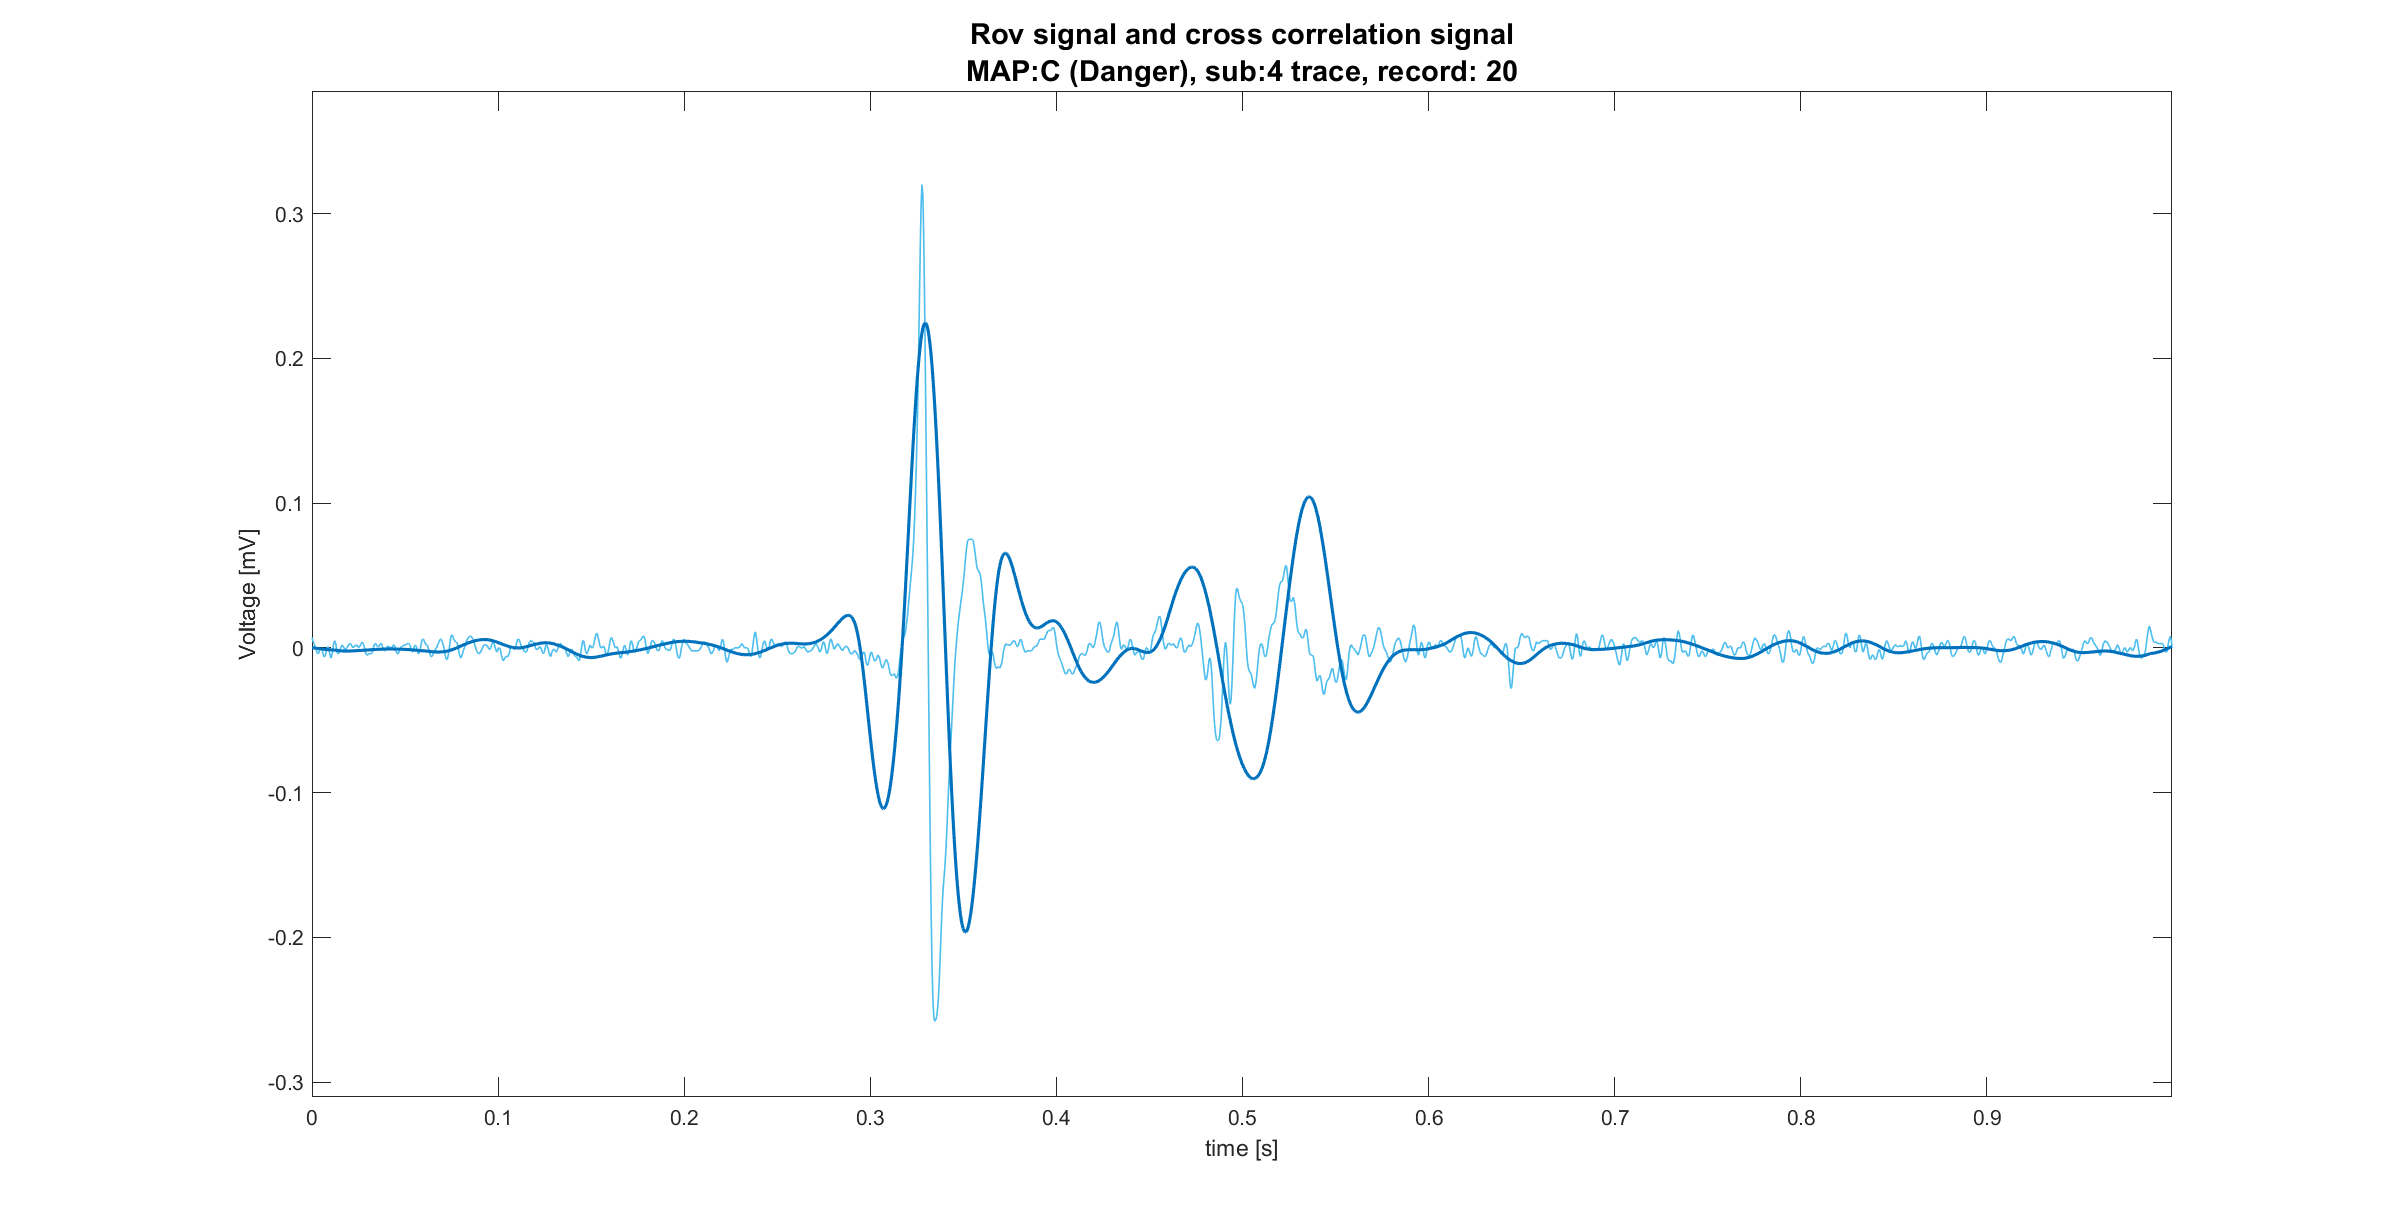 Rov signal and cross correlation signal
MAP:C (Danger), sub:4 trace, record: 20
Voltage [mV]
0.3
0.2
0.1
0
-0.1
-0.2
-0.3
0 0.1 0.2 0.3 0.4 0.5 0.6 0.7 0.8 0.9
time [s]